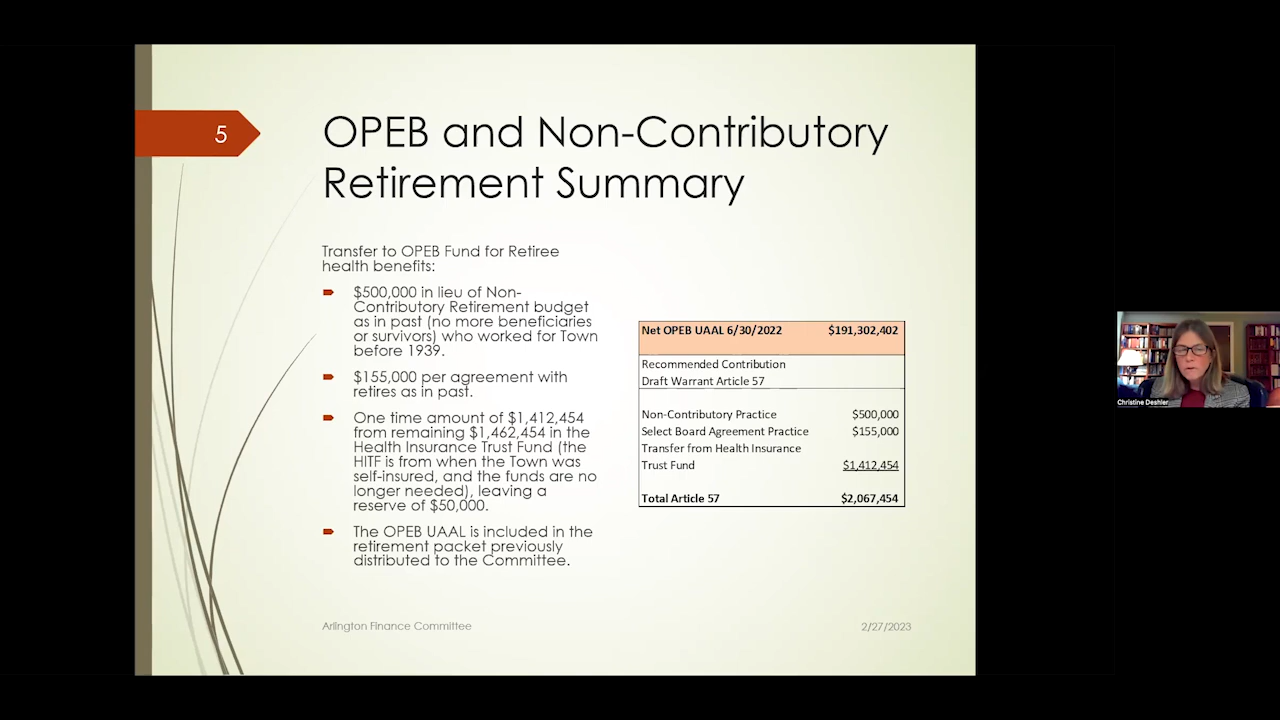 5
OPEB and Non-Contributory
Retirement Summary
Transfer to OPEB Fund for Retiree
health benefits:
$500,000 in lieu of Non-
Contributory Retirement budget
as in past (no more beneficiaries
or survivors) who worked for Town
before 1939.
$155,000 per agreement with
retires as in past.
One time amount of $1,412,454
from remaining $1,462,454 in the
Health Insurance Trust Fund (the
HITF is from when the Town was
self-insured, and the funds are no
longer needed), leaving a
reserve of $50,000.
The OPEB UAAL is included in the
retirement packet previously
distributed to the Committee.
Net OPEB UAAL 6/30/2022 $191,302,402
Recommended Contribution
Draft Warrant Article 57
Non-Contributory Practice $500,000
Select Board Agreement Practice $155,000
Transfer from Health Insurance
Trust Fund $1,412,454
Total Article 57 $2,067,454
Arlington Finance Committee 2/27/2023
Christine Deshler